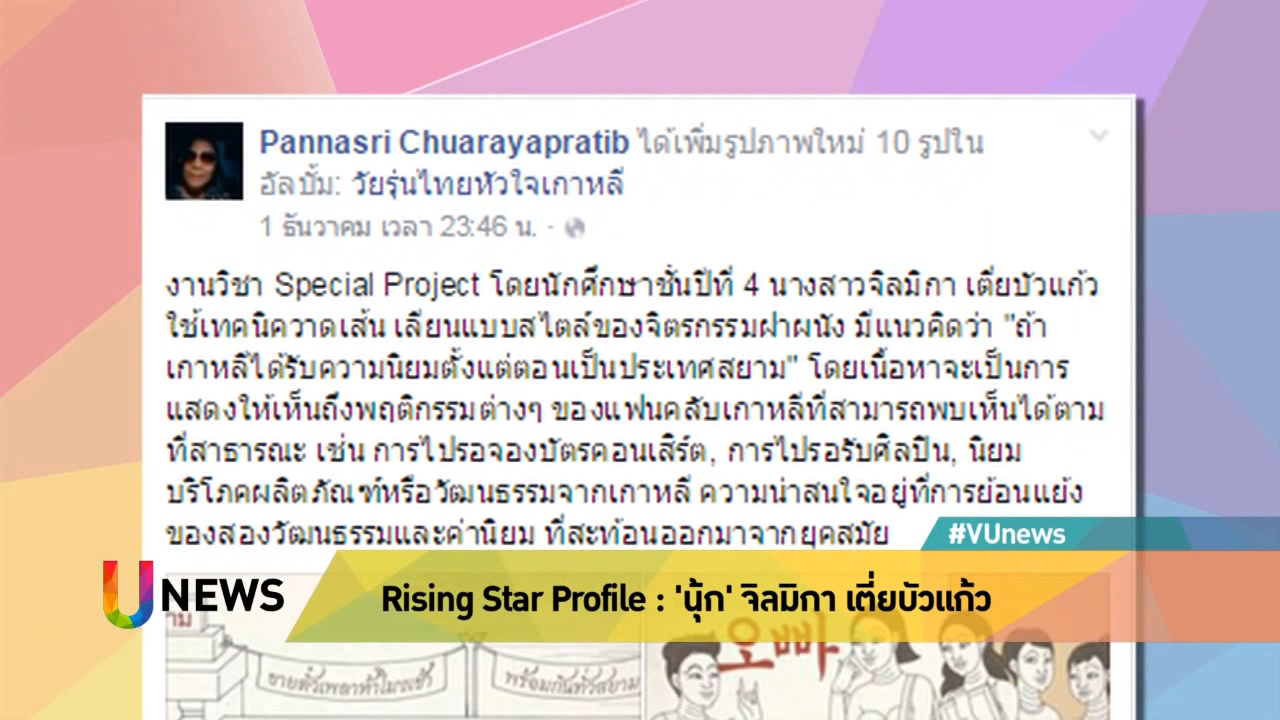 Pannasri Chuarayapratib ได้เพิ่มรูปภาพใหม่ 10 รูปใน
อัลบั้ม: วัยรุ่นไทยหัวใจเกาหลี
1 ธันวาคม เวลา 23:46 น. ·
งานวิชา Special Project โดยนักศึกษาชั้นปีที่ 4 นางสาวจิลมิกา เตี่ยบัวแก้ว
ใช้เทคนิควาดเส้น เลียนแบบสไตล์ของจิตรกรรมฝาผนัง มีแนวคิดว่า "ถ้า
เกาหลีได้รับความนิยมตั้งแต่ตอนเป็นประเทศสยาม" โดยเนื้อหาจะเป็นการ
แสดงให้เห็นถึงพฤติกรรมต่างๆ ของแฟนคลับเกาหลีที่สามารถพบเห็นได้ตาม
ที่สาธารณะ เช่น การไปรอจองบัตรคอนเสิร์ต, การไปรอรับศิลปิน, นิยม
บริโภคผลิตภัณฑ์หรือวัฒนธรรมจากเกาหลี ความน่าสนใจอยู่ที่การย้อนแย้ง
ของสองวัฒนธรรมและค่านิยม ที่สะท้อนออกมาจากยุคสมัย
#VUnews
U NEWS
Rising Star Profile : 'นุ้ก' จิลมิกา เตี่ยบัวแก้ว
오빠
พร้อมกันทั่วสยาม